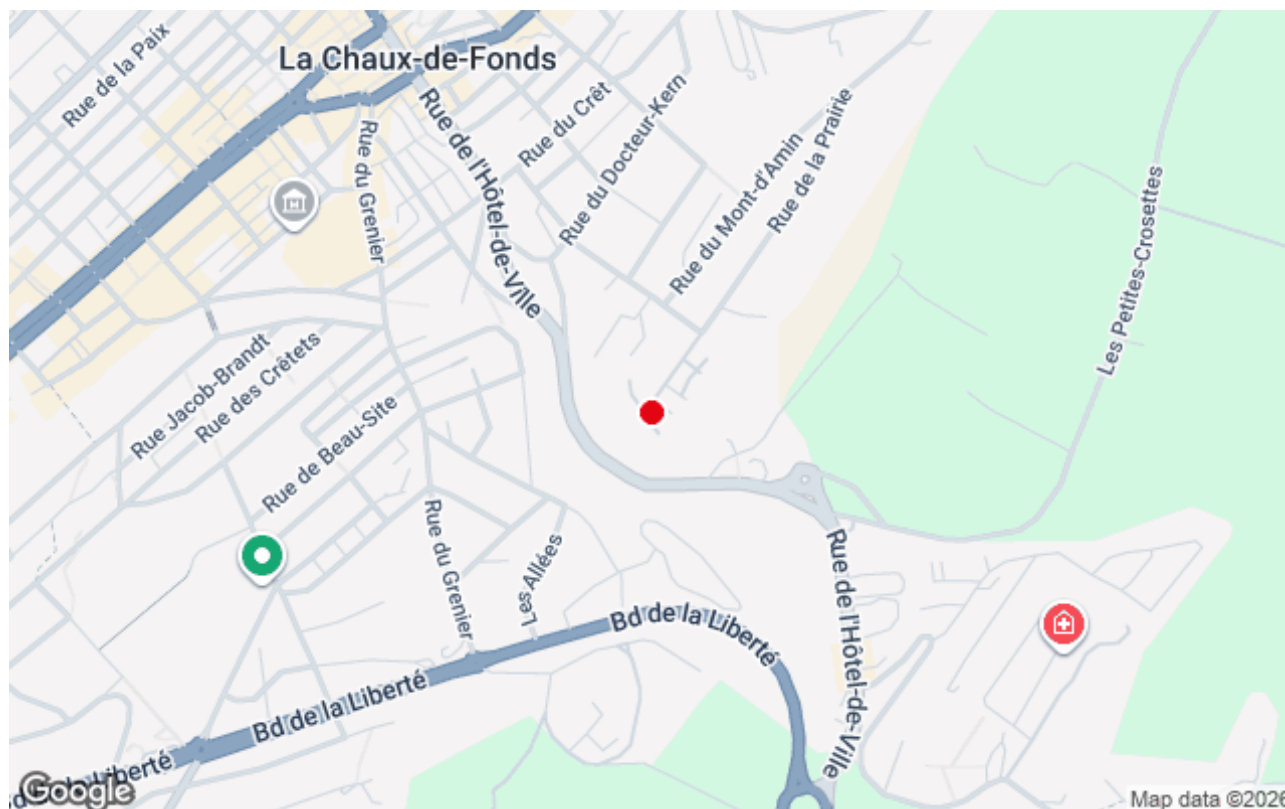 La Chaux-de-Fonds
Rue de la Paix
Rue du Grenier
Rue de l'Hôtel-de-Ville
Rue du Crêt
Rue du Docteur-Kern
Rue du Mont-d'Amin
Rue de la Prairie
Les Petites-Crosettes
Rue Jacob-Brandt
Rue des Crêtets
Rue de Beau-Site
Rue du Grenier
Les Allées
Rue de l'Hôtel-de-Ville
Bd de la Liberté
Bd de la Liberté
d de la Liberté
Google
Map data ©2026